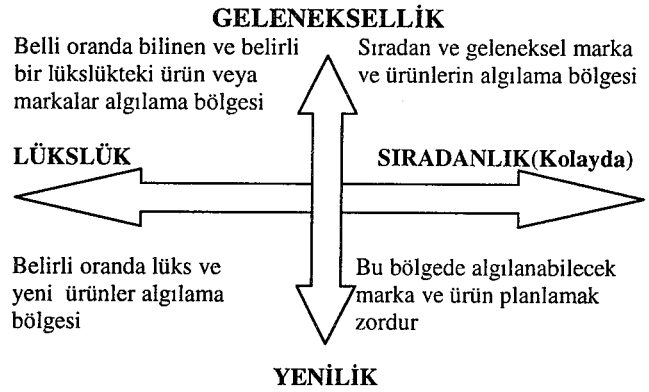 GELENEKSELLİK
Belli oranda bilinen ve belirli
bir lükslükteki ürün veya
markalar algılama bölgesi
Sıradan ve geleneksel marka
ve ürünlerin algılama bölgesi
LÜKSLÜK
SIRADANLIK(Kolayda)
Belirli oranda lüks ve
yeni ürünler algılama
bölgesi
Bu bölgede algılanabilecek
marka ve ürün planlamak
zordur
YENİLİK